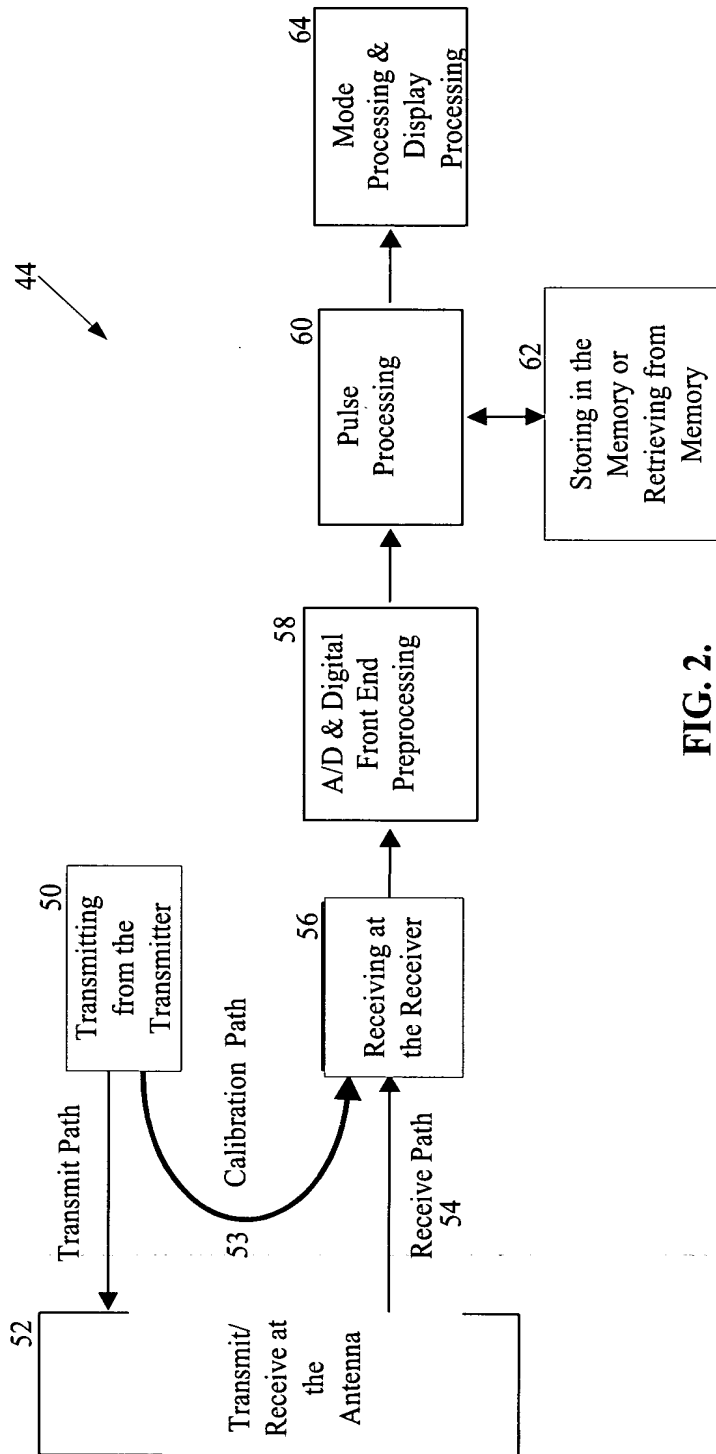 44
52
Transmit/
Receive at
the
Antenna
Transmit Path
50
Transmitting
from the
Transmitter
53
Calibration Path
Receive Path
54
56
Receiving at
the Receiver
58
A/D & Digital
Front End
Preprocessing
60
Pulse
Processing
62
Storing in the
Memory or
Retrieving from
Memory
64
Mode
Processing &
Display
Processing
FIG. 2.